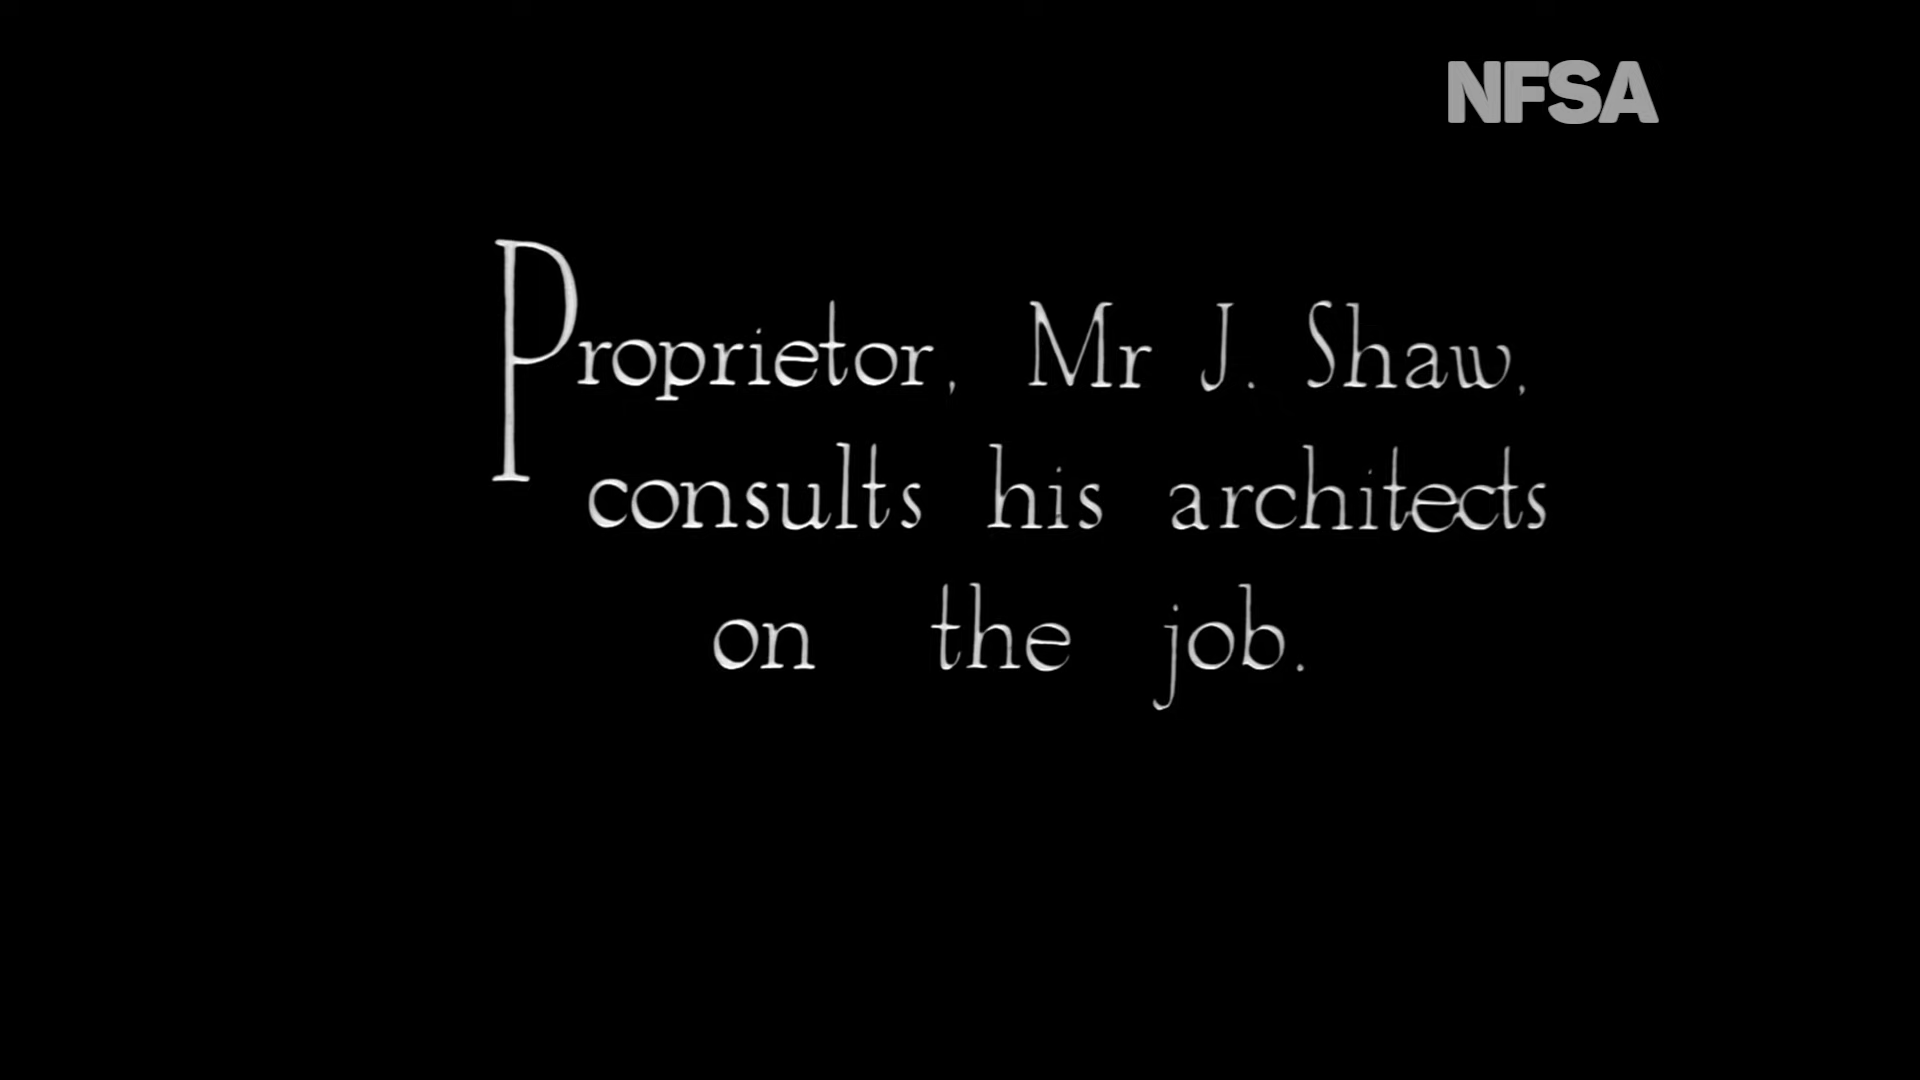 NFSA
Proprietor, Mr J. Shaw,
consults his architects
on the job.